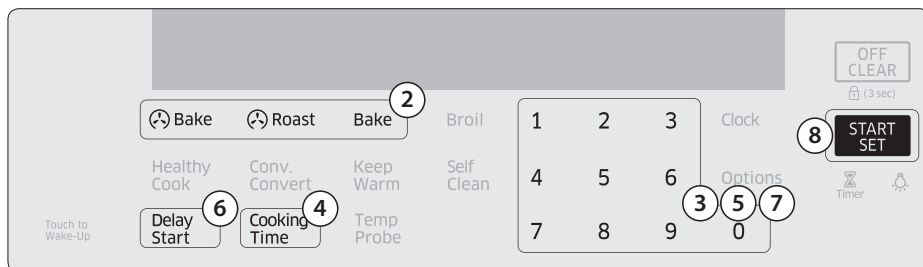 OFF
CLEAR
(3 sec)
2
Bake Roast Bake Broil 1 2 3 Clock
8 START
SET
Healthy Conv. Keep Self
Cook Convert Warm Clean
4 5 6 Options
Timer
6 4 3 5 7
Touch to
Wake-Up
Delay Cooking Temp
Start Time Probe
7 8 9 0